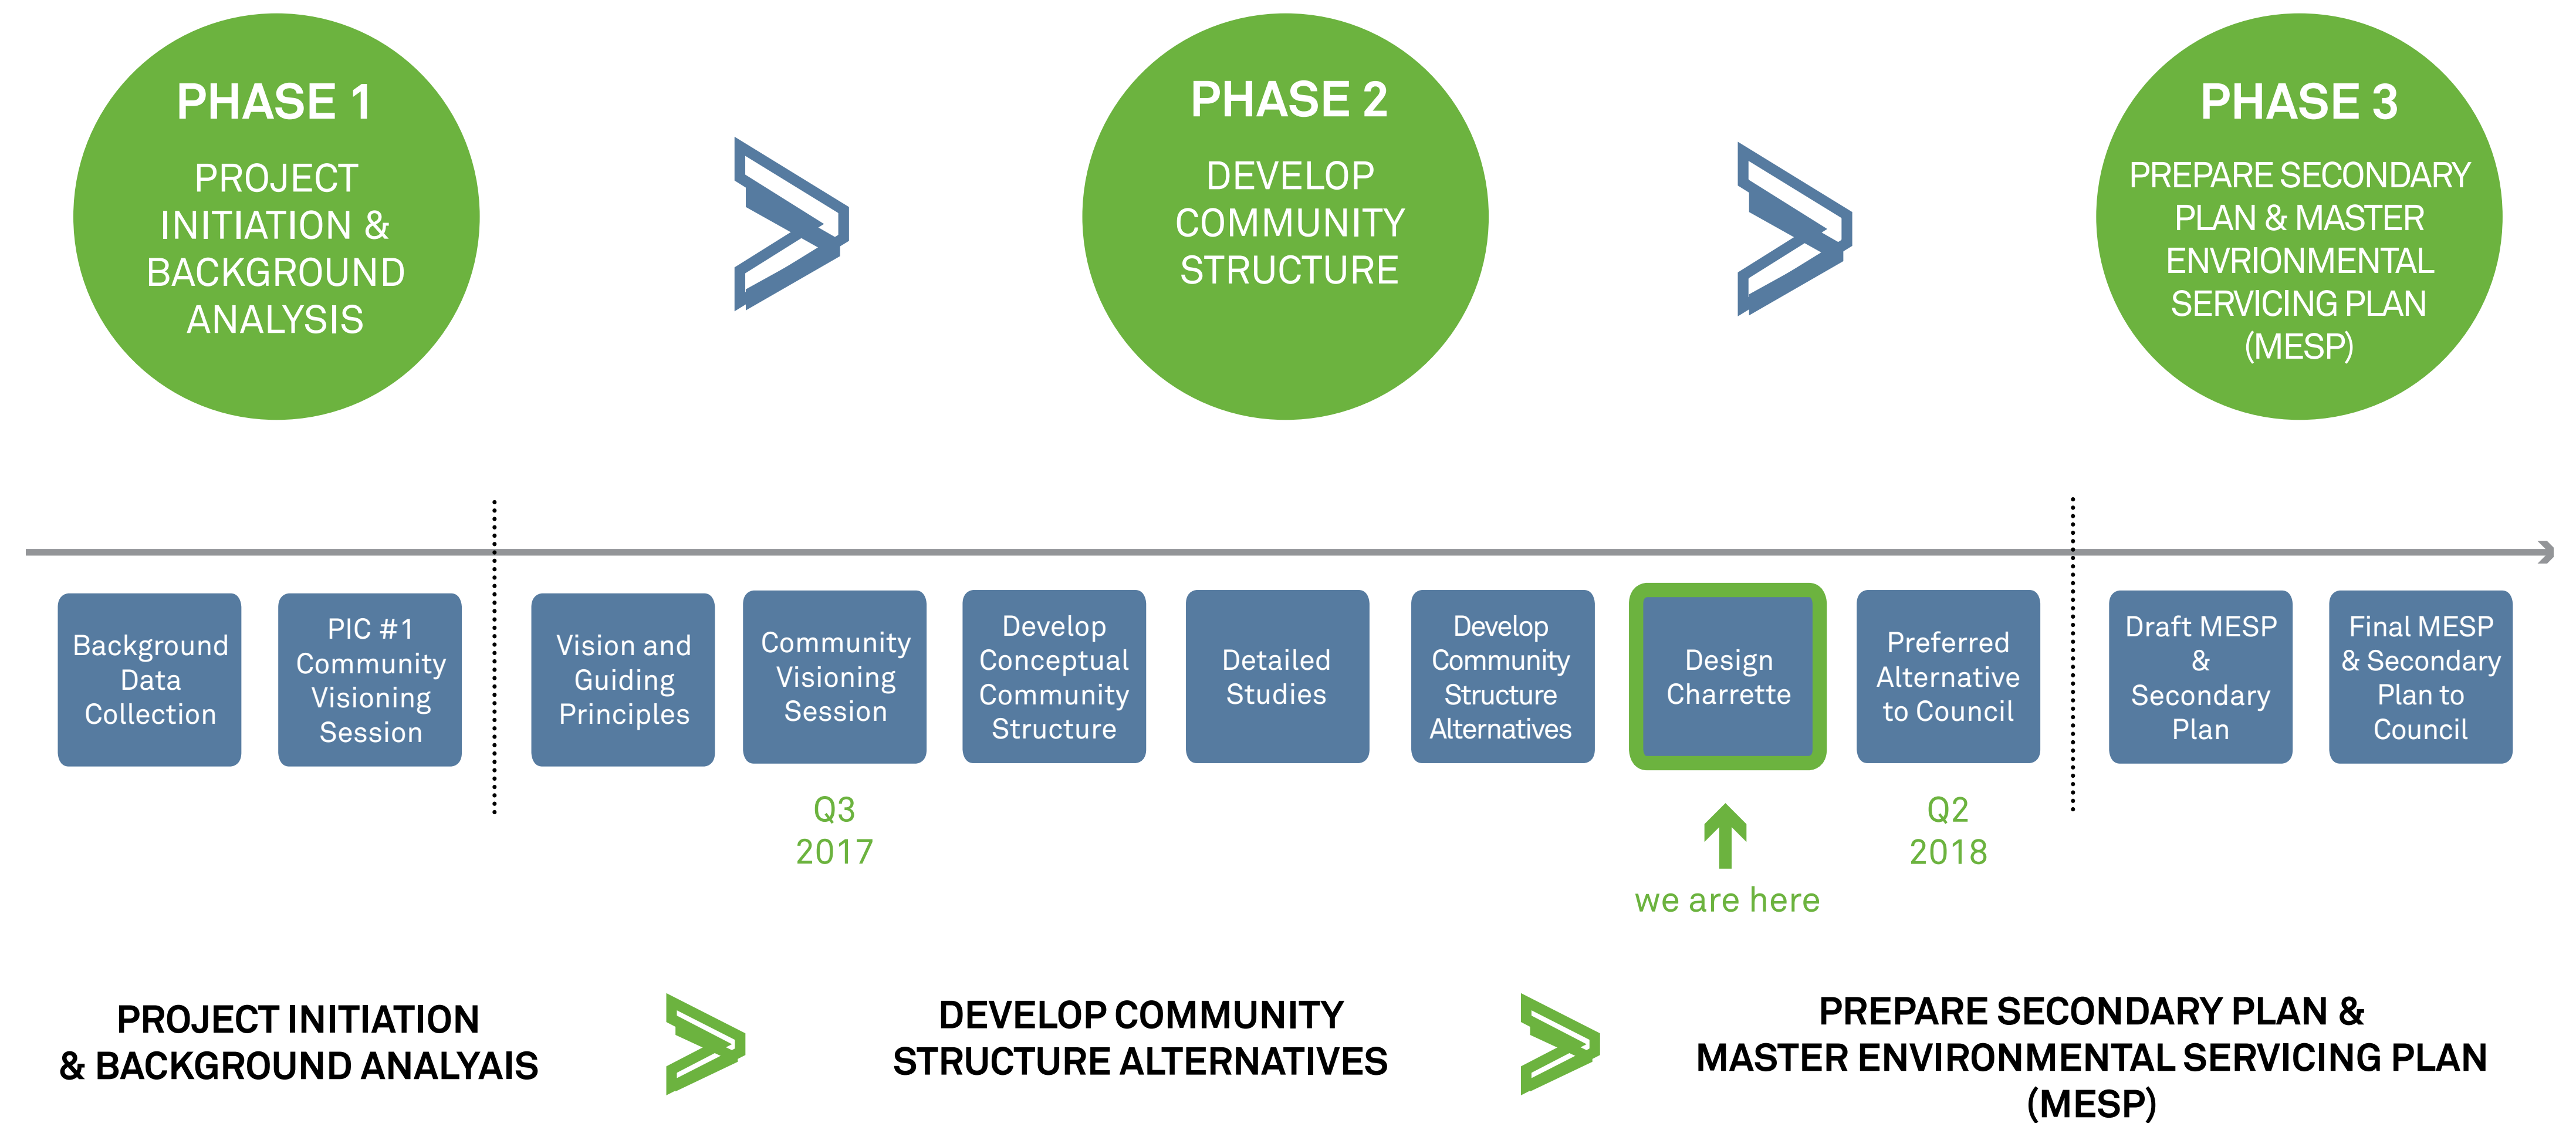 PHASE 1
PROJECT
INITIATION &
BACKGROUND
ANALYSIS
PHASE 2
DEVELOP
COMMUNITY
STRUCTURE
PHASE 3
PREPARE SECONDARY
PLAN & MASTER
ENVRIONMENTAL
SERVICING PLAN
(MESP)
Background
Data
Collection
PIC #1
Community
Visioning
Session
Vision and
Guiding
Principles
Community
Visioning
Session
Develop
Conceptual
Community
Structure
Detailed
Studies
Develop
Community
Structure
Alternatives
Design
Charrette
Preferred
Alternative
to Council
Draft MESP
&
Secondary
Plan
Final MESP
& Secondary
Plan to
Council
Q3
2017
we are here
Q2
2018
PROJECT INITIATION
& BACKGROUND ANALYAIS
DEVELOP COMMUNITY
STRUCTURE ALTERNATIVES
PREPARE SECONDARY PLAN &
MASTER ENVIRONMENTAL SERVICING PLAN
(MESP)